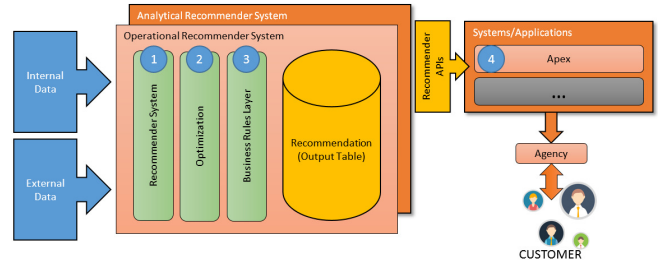 Analytical Recommender System
Operational Recommender System
Internal
Data
External
Data
1
Recommender System
2
Optimization
3
Business Rules Layer
Recommendation
(Output Table)
Recommender
APIs
Systems/Applications
4
Apex
...
Agency
CUSTOMER